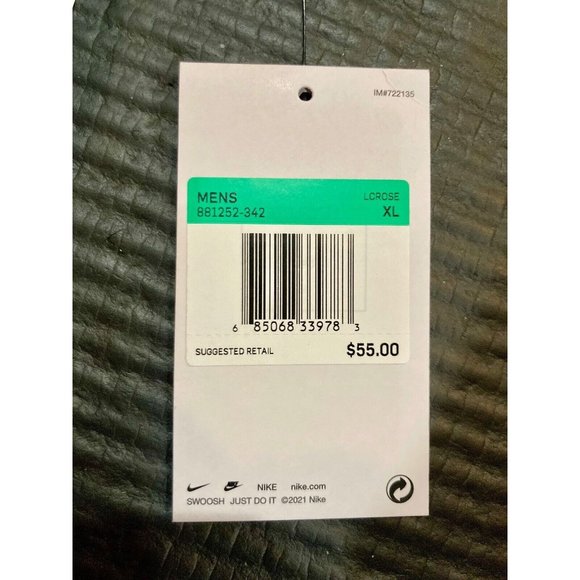 IM#722135
MENS LCROSE
881252-342 XL
6 85068 33978 3
SUGGESTED RETAIL $55.00
NIKE nike.com
SWOOSH JUST DO IT ©2021 Nike